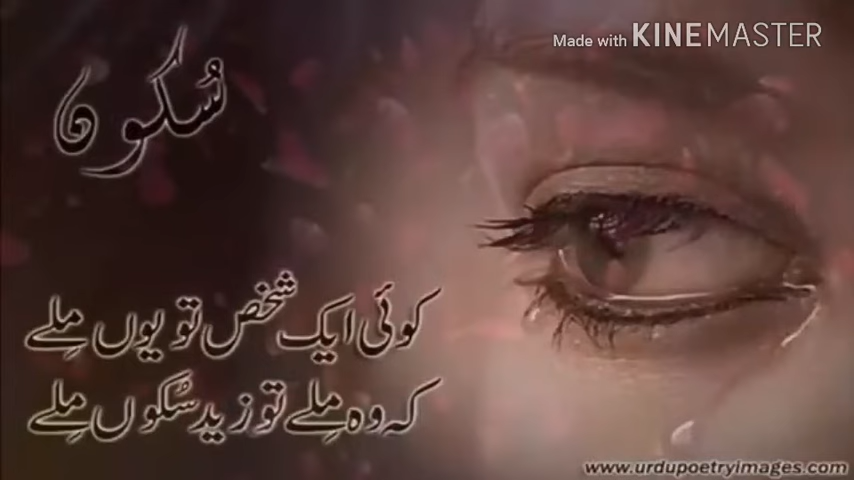 Made with KINEMASTER
سُکون
کوئی ایک شخص تو یوں مِلے
کہ وہ مِلے تو زید سُکوں مِلے
www.urdupoetryimages.com